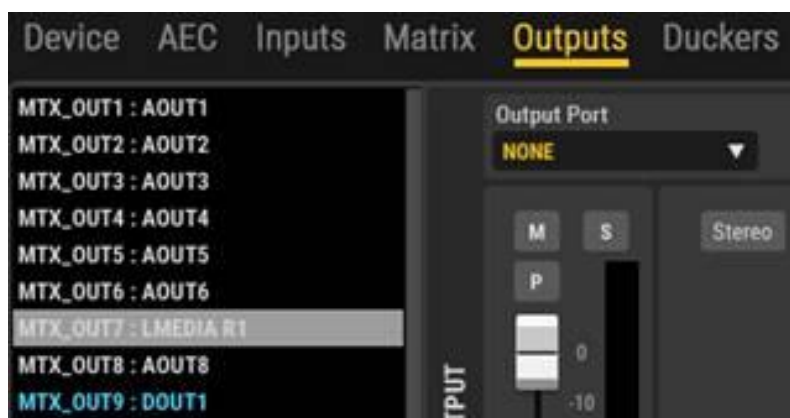 Device AEC Inputs Matrix Outputs Duckers
MTX_OUT1 : AOUT1
MTX_OUT2 : AOUT2
MTX_OUT3 : AOUT3
MTX_OUT4 : AOUT4
MTX_OUT5 : AOUT5
MTX_OUT6 : AOUT6
MTX_OUT7 : LMEDIA R1
MTX_OUT8 : AOUT8
MTX_OUT9 : DOUT1
Output Port
NONE
M S
Stereo
P
0
-10